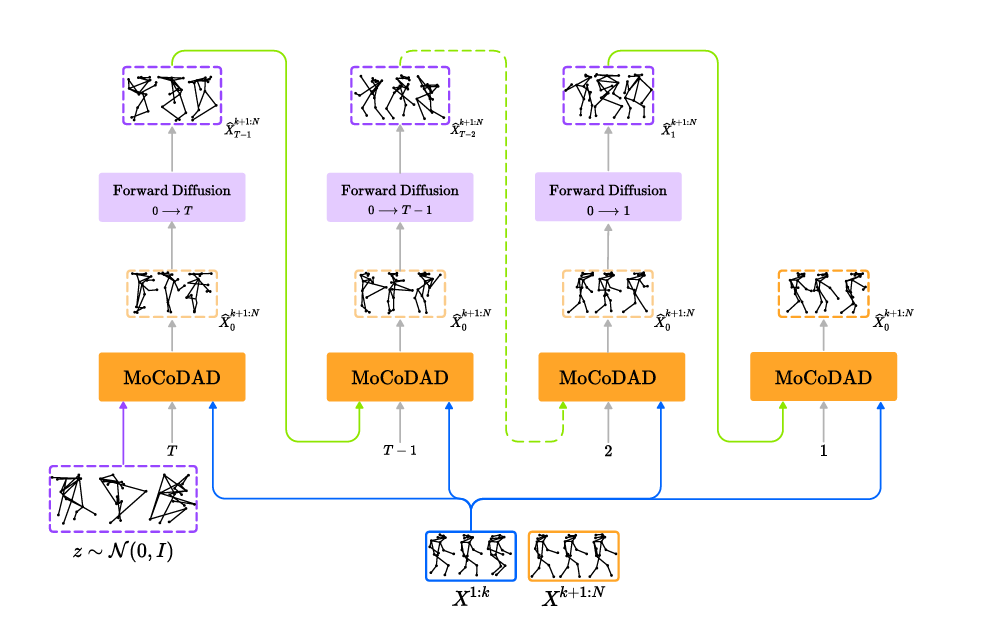 X̂_{T-1}^{k+1:N} X̂_{T-2}^{k+1:N} X̂_1^{k+1:N}
Forward Diffusion Forward Diffusion Forward Diffusion
0 ⟶ T 0 ⟶ T − 1 0 ⟶ 1
X̂_0^{k+1:N} X̂_0^{k+1:N} X̂_0^{k+1:N} X̂_0^{k+1:N}
MoCoDAD MoCoDAD MoCoDAD MoCoDAD
T T − 1 2 1
z ∼ 𝒩(0, I)
X^{1:k} X^{k+1:N}